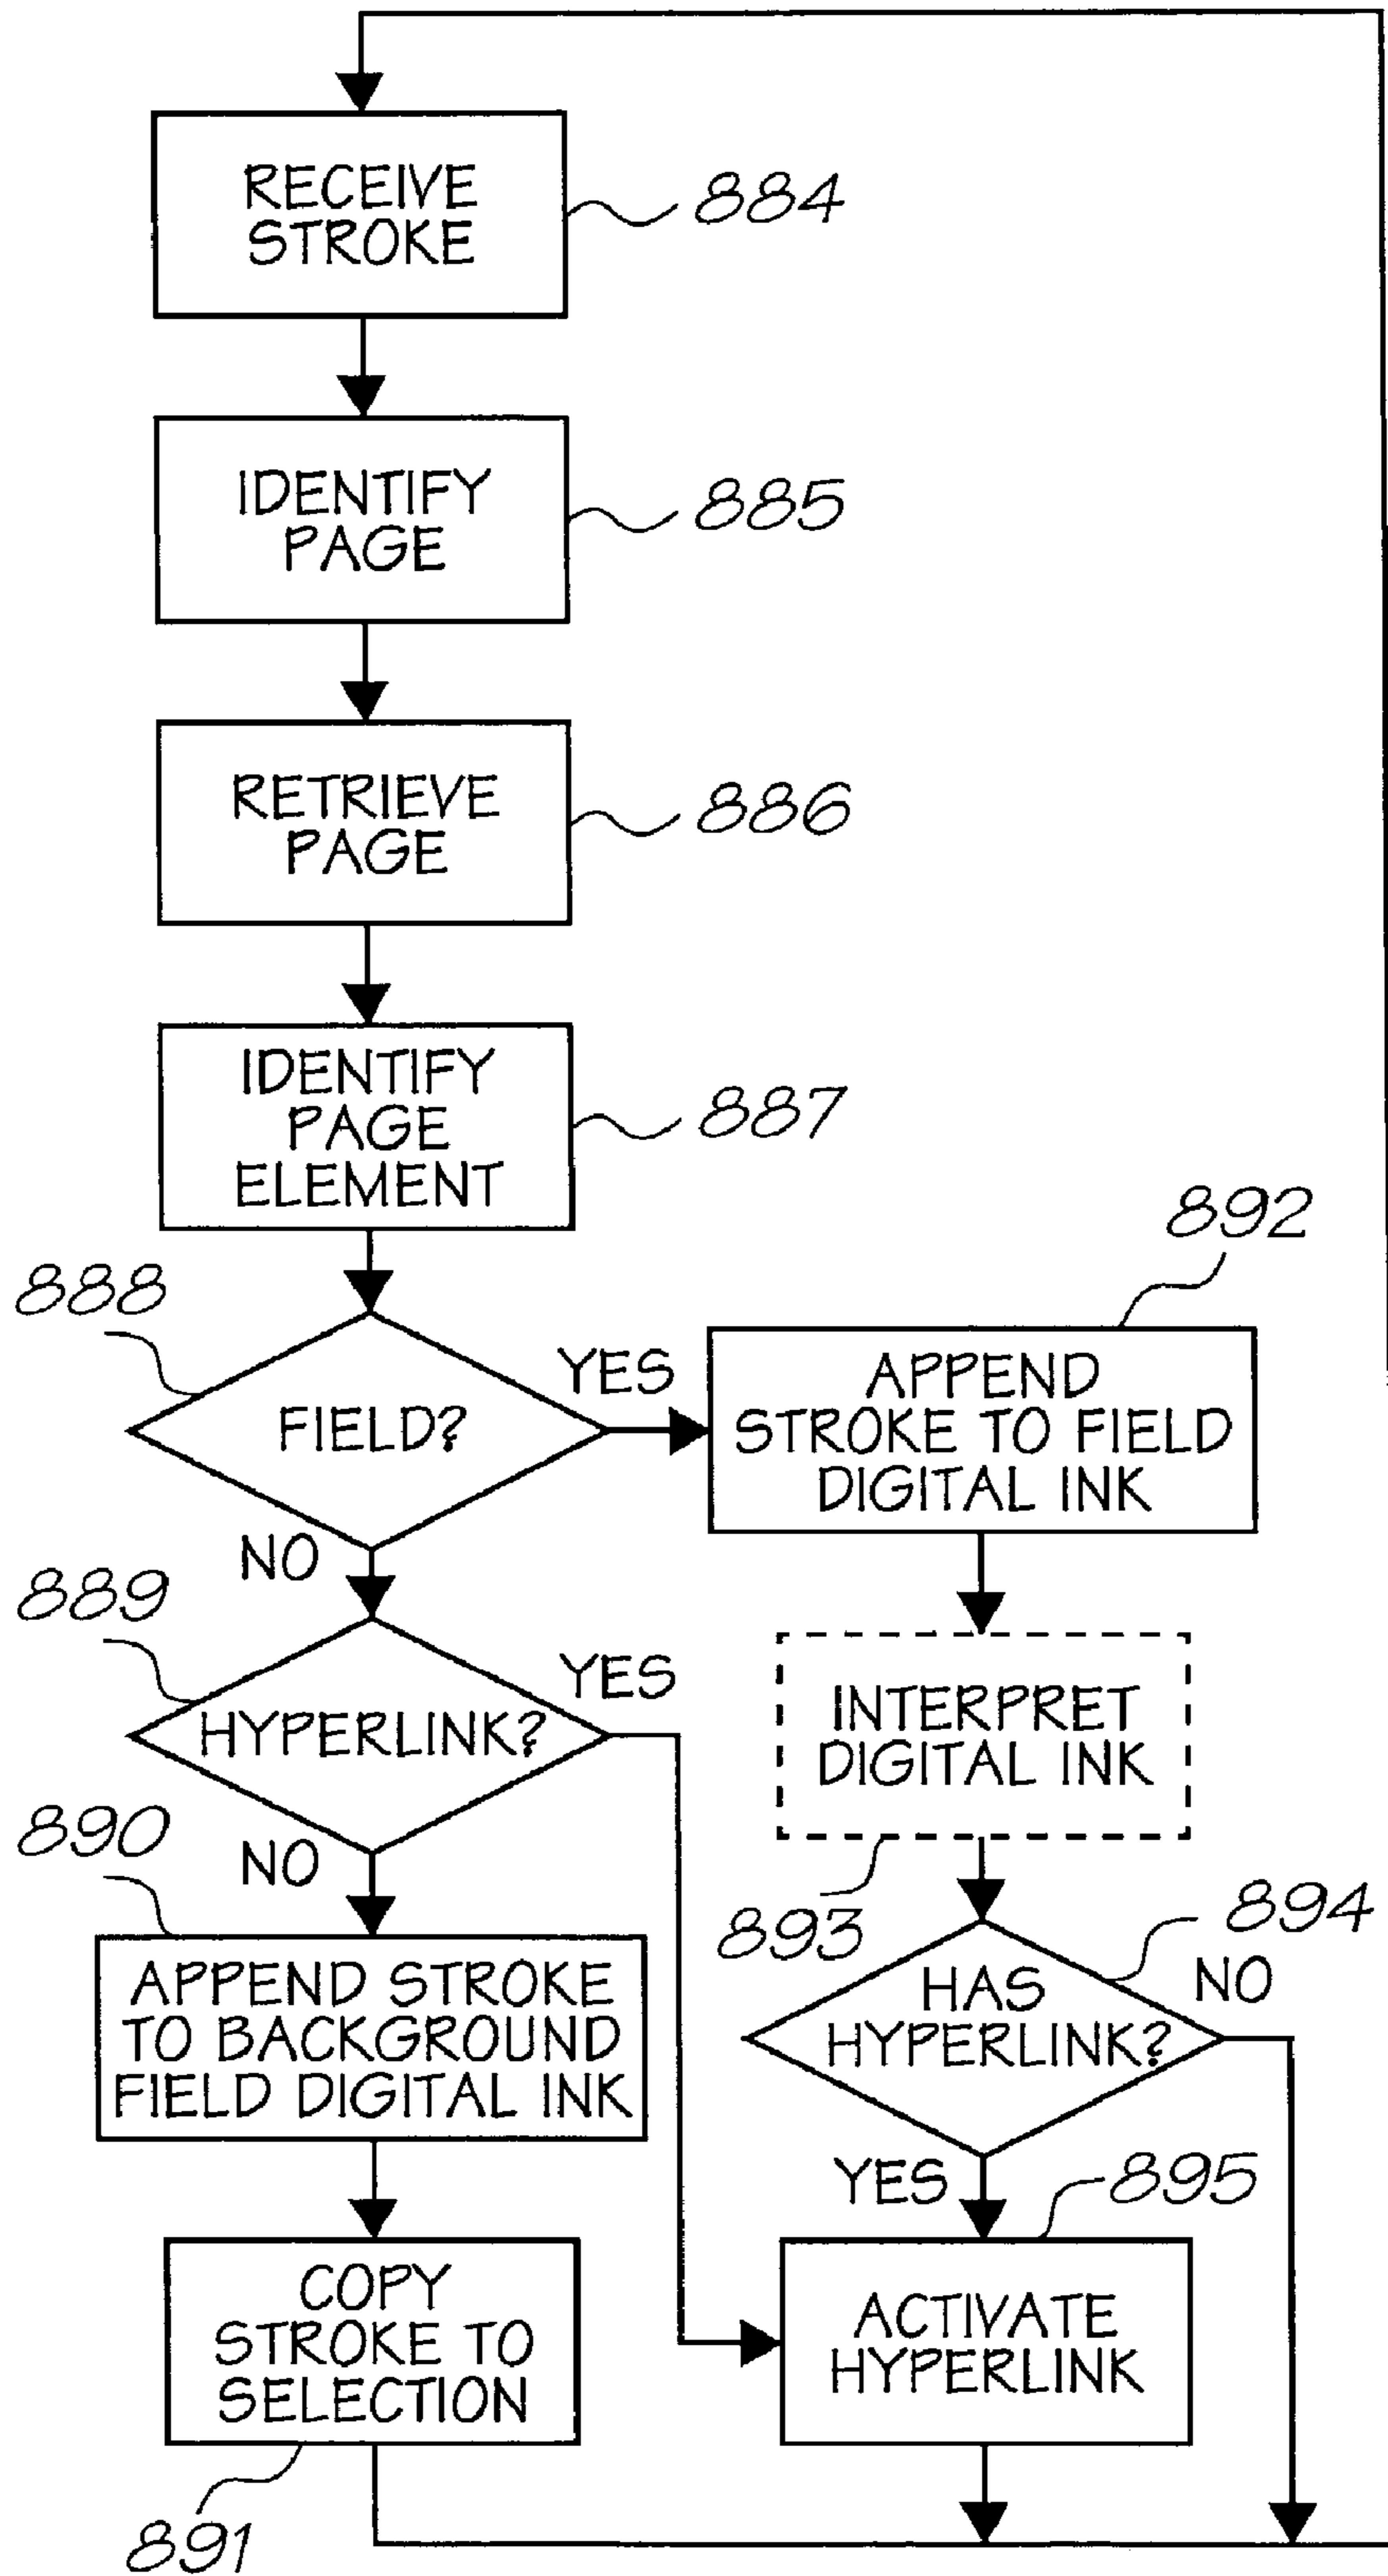 RECEIVE
STROKE
884
IDENTIFY
PAGE
885
RETRIEVE
PAGE
886
IDENTIFY
PAGE
ELEMENT
887
888
FIELD?
YES
NO
892
APPEND
STROKE TO FIELD
DIGITAL INK
889
HYPERLINK?
YES
NO
INTERPRET
DIGITAL INK
893
890
APPEND STROKE
TO BACKGROUND
FIELD DIGITAL INK
894
HAS
HYPERLINK?
NO
YES
895
COPY
STROKE TO
SELECTION
891
ACTIVATE
HYPERLINK